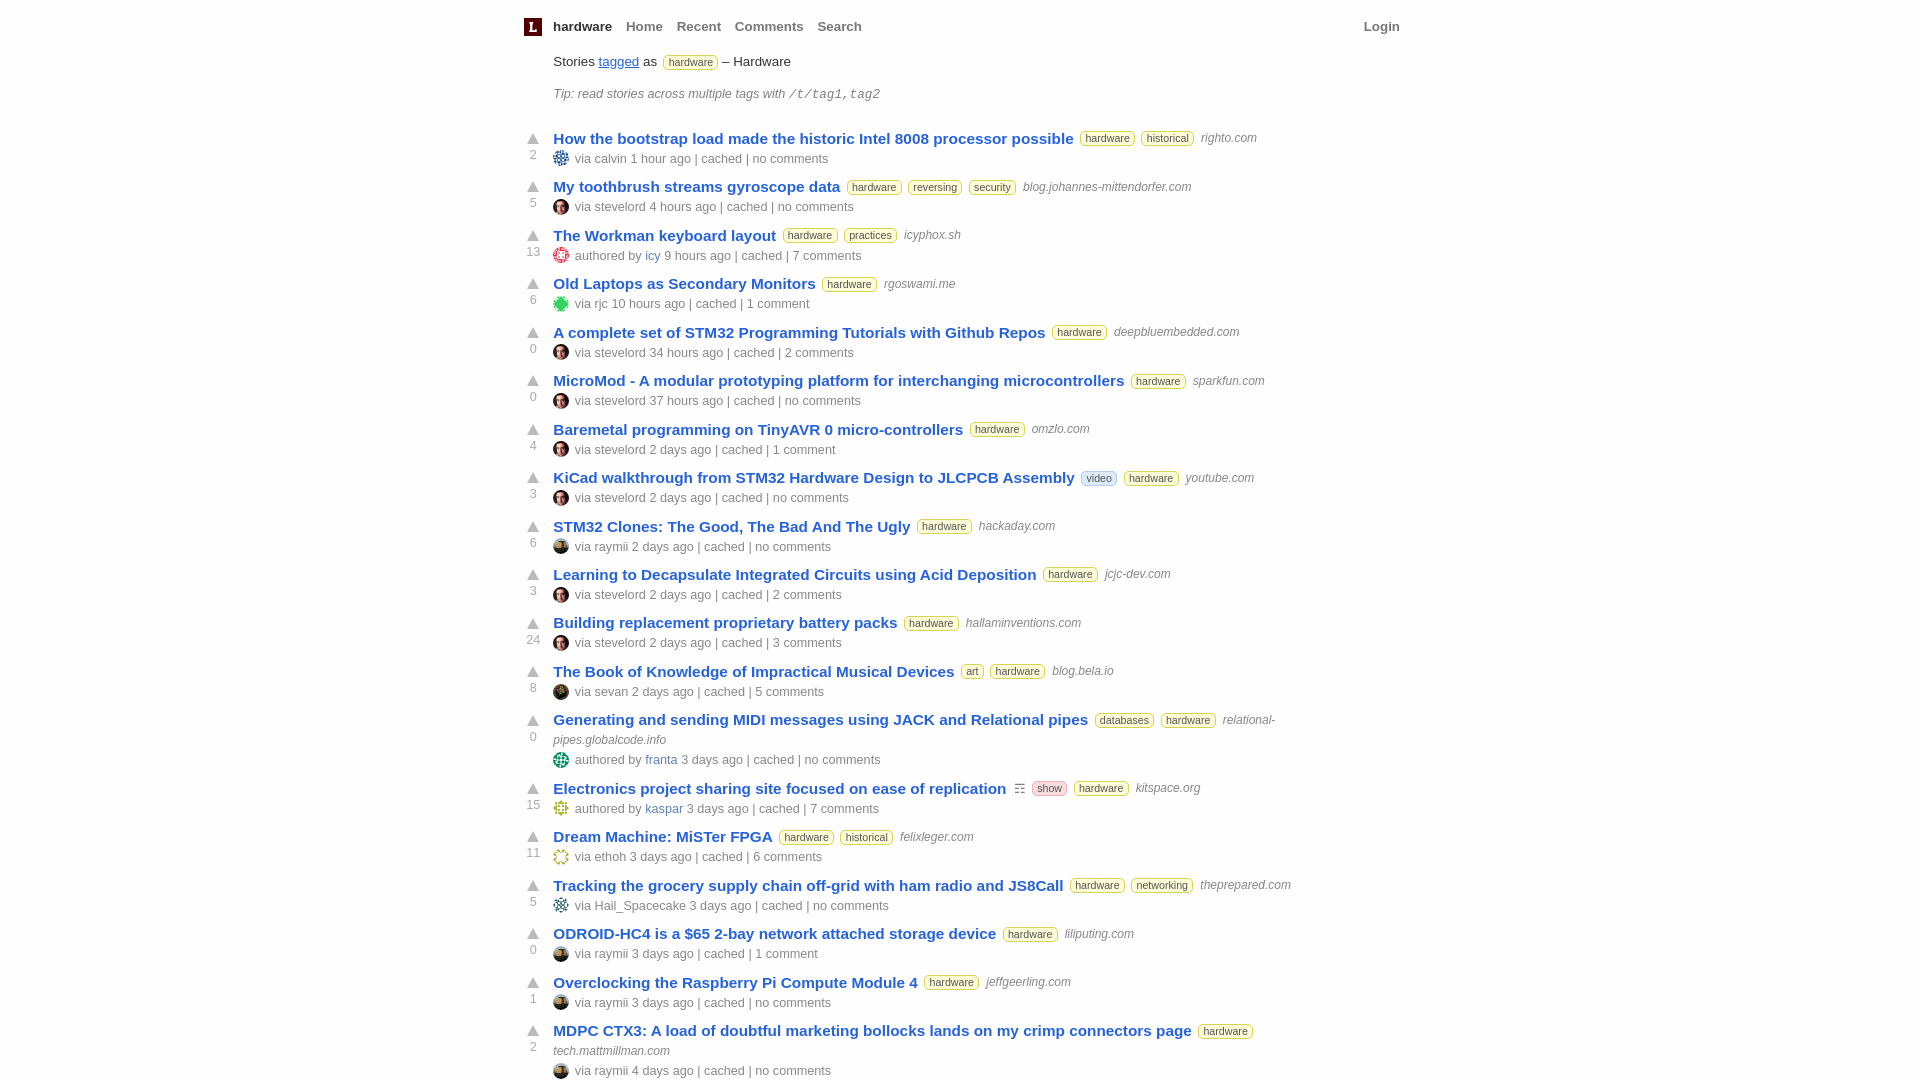 L hardware Home Recent Comments Search Login
Stories tagged as hardware – Hardware
Tip: read stories across multiple tags with /t/tag1,tag2
How the bootstrap load made the historic Intel 8008 processor possible hardware historical righto.com
2
via calvin 1 hour ago | cached | no comments
My toothbrush streams gyroscope data hardware reversing security blog.johannes-mittendorfer.com
5
via stevelord 4 hours ago | cached | no comments
The Workman keyboard layout hardware practices icyphox.sh
13
authored by icy 9 hours ago | cached | 7 comments
Old Laptops as Secondary Monitors hardware rgoswami.me
6
via rjc 10 hours ago | cached | 1 comment
A complete set of STM32 Programming Tutorials with Github Repos hardware deepbluembedded.com
0
via stevelord 34 hours ago | cached | 2 comments
MicroMod - A modular prototyping platform for interchanging microcontrollers hardware sparkfun.com
0
via stevelord 37 hours ago | cached | no comments
Baremetal programming on TinyAVR 0 micro-controllers hardware omzlo.com
4
via stevelord 2 days ago | cached | 1 comment
KiCad walkthrough from STM32 Hardware Design to JLCPCB Assembly video hardware youtube.com
3
via stevelord 2 days ago | cached | no comments
STM32 Clones: The Good, The Bad And The Ugly hardware hackaday.com
6
via raymii 2 days ago | cached | no comments
Learning to Decapsulate Integrated Circuits using Acid Deposition hardware jcjc-dev.com
3
via stevelord 2 days ago | cached | 2 comments
Building replacement proprietary battery packs hardware hallaminventions.com
24
via stevelord 2 days ago | cached | 3 comments
The Book of Knowledge of Impractical Musical Devices art hardware blog.bela.io
8
via sevan 2 days ago | cached | 5 comments
Generating and sending MIDI messages using JACK and Relational pipes databases hardware relational-
0
pipes.globalcode.info
authored by franta 3 days ago | cached | no comments
Electronics project sharing site focused on ease of replication ☶ show hardware kitspace.org
15
authored by kaspar 3 days ago | cached | 7 comments
Dream Machine: MiSTer FPGA hardware historical felixleger.com
11
via ethoh 3 days ago | cached | 6 comments
Tracking the grocery supply chain off-grid with ham radio and JS8Call hardware networking theprepared.com
5
via Hail_Spacecake 3 days ago | cached | no comments
ODROID-HC4 is a $65 2-bay network attached storage device hardware liliputing.com
0
via raymii 3 days ago | cached | 1 comment
Overclocking the Raspberry Pi Compute Module 4 hardware jeffgeerling.com
1
via raymii 3 days ago | cached | no comments
MDPC CTX3: A load of doubtful marketing bollocks lands on my crimp connectors page hardware
2
tech.mattmillman.com
via raymii 4 days ago | cached | no comments